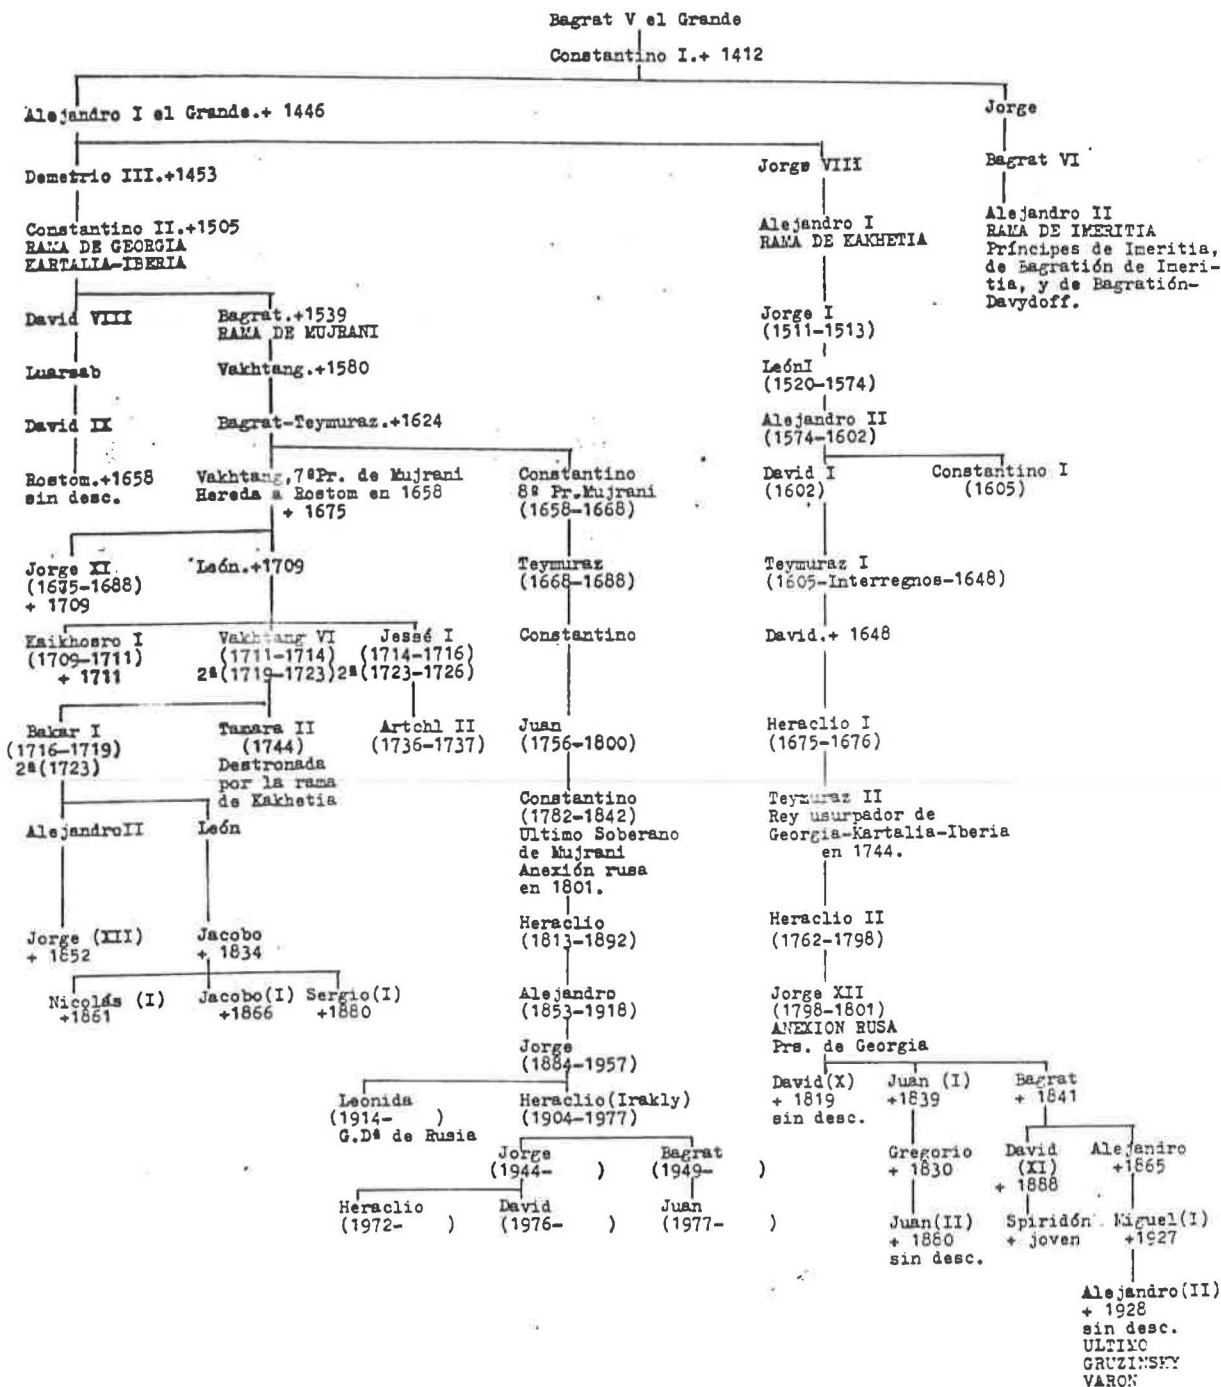 Bagrat V el Grande
Constantino I.+ 1412
Alejandro I el Grande.+ 1446
Jorge
Demetrio III.+1453
Jorge VIII
Bagrat VI
Constantino II.+1505
RAMA DE GEORGIA
KARTALIA-IBERIA
Alejandro I
RAMA DE KAKHETIA
Alejandro II
RAMA DE IMERITIA
Príncipes de Imeritia,
de Bagratión de Imeri-
tia, y de Bagratión-
Davydoff.
David VIII
Bagrat.+1539
RAMA DE MUJRANI
Jorge I
(1511-1513)
Luarsab
Vakhtang.+1580
LeónI
(1520-1574)
David IX
Bagrat-Teymuraz.+1624
Alejandro II
(1574-1602)
Rostom.+1658
sin desc.
Vakhtang,7ªPr. de Mujrani
Hereda a Rostom en 1658
+ 1675
Constantino
8º Pr.Mujrani
(1658-1668)
David I
(1602)
Constantino I
(1605)
Jorge XI
(1675-1688)
+ 1709
León.+1709
Teymuraz
(1668-1688)
Teymuraz I
(1605-Interregnos-1648)
Kaikhosro I
(1709-1711)
+ 1711
Vakhtang VI
(1711-1714)
2ª(1719-1723)
Jessé I
(1714-1716)
2ª(1723-1726)
Constantino
David.+ 1648
Bakar I
(1716-1719)
2ª(1723)
Tamara II
(1744)
Destronada
por la rama
de Kakhetia
Artchl II
(1736-1737)
Juan
(1756-1800)
Heraclio I
(1675-1676)
AlejandroII
León
Constantino
(1782-1842)
Ultimo Soberano
de Mujrani
Anexión rusa
en 1801.
Teymuraz II
Rey usurpador de
Georgia-Kartalia-Iberia
en 1744.
Jorge (XII)
+ 1852
Jacobo
+ 1834
Heraclio
(1813-1892)
Heraclio II
(1762-1798)
Nicolás (I)
+1861
Jacobo(I)
+1866
Sergio(I)
+1880
Alejandro
(1853-1918)
Jorge XII
(1798-1801)
ANEXION RUSA
Prs. de Georgia
Jorge
(1884-1957)
Leonida
(1914- )
G.Dª de Rusia
Heraclio(Irakly)
(1904-1977)
David(X)
+ 1819
sin desc.
Juan (I)
+1839
Bagrat
+ 1841
Jorge
(1944- )
Bagrat
(1949- )
Gregorio
+ 1830
David
(XI)
+ 1888
Alejandro
+1865
Heraclio
(1972- )
David
(1976- )
Juan
(1977- )
Juan(II)
+ 1880
sin desc.
Spiridón
+ joven
Miguel(I)
+1927
Alejandro(II)
+ 1928
sin desc.
ULTIMO
GRUZINSKY
VARON